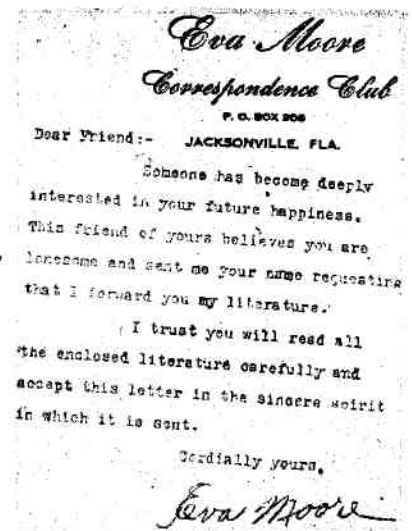 Eva Moore
Correspondence Club
P. O. BOX 908
JACKSONVILLE, FLA.
Dear Friend:-
Someone has become deeply
interested in your future happiness.
This friend of yours believes you are
lonesome and sent me your name requesting
that I forward you my literature.
I trust you will read all
the enclosed literature carefully and
accept this letter in the sincere spirit
in which it is sent.
Cordially yours,
Eva Moore